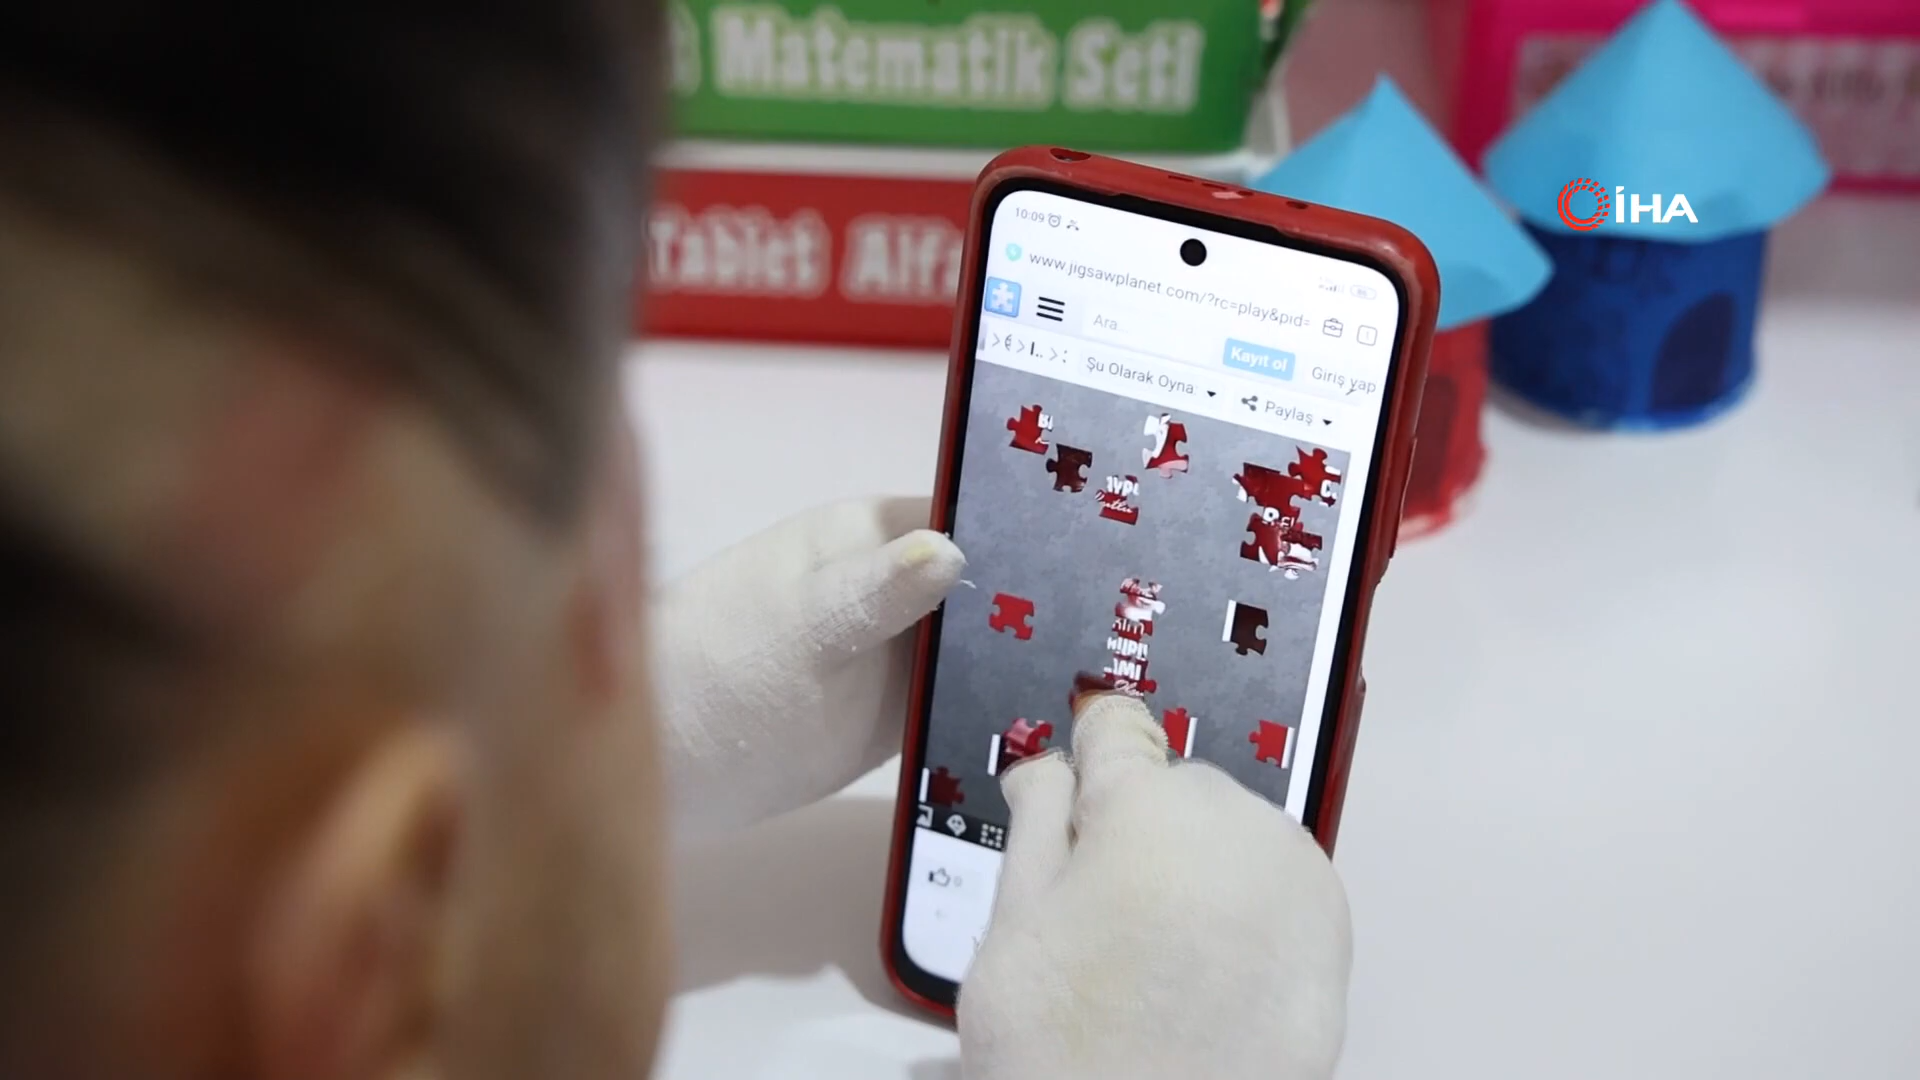 Matematik Seti
Tablet Alfa
İHA
10:09
www.jigsawplanet.com/?rc=play&pid=
Ara...
Kayıt ol
Giriş yap
Şu Olarak Oyna:
Paylaş
0